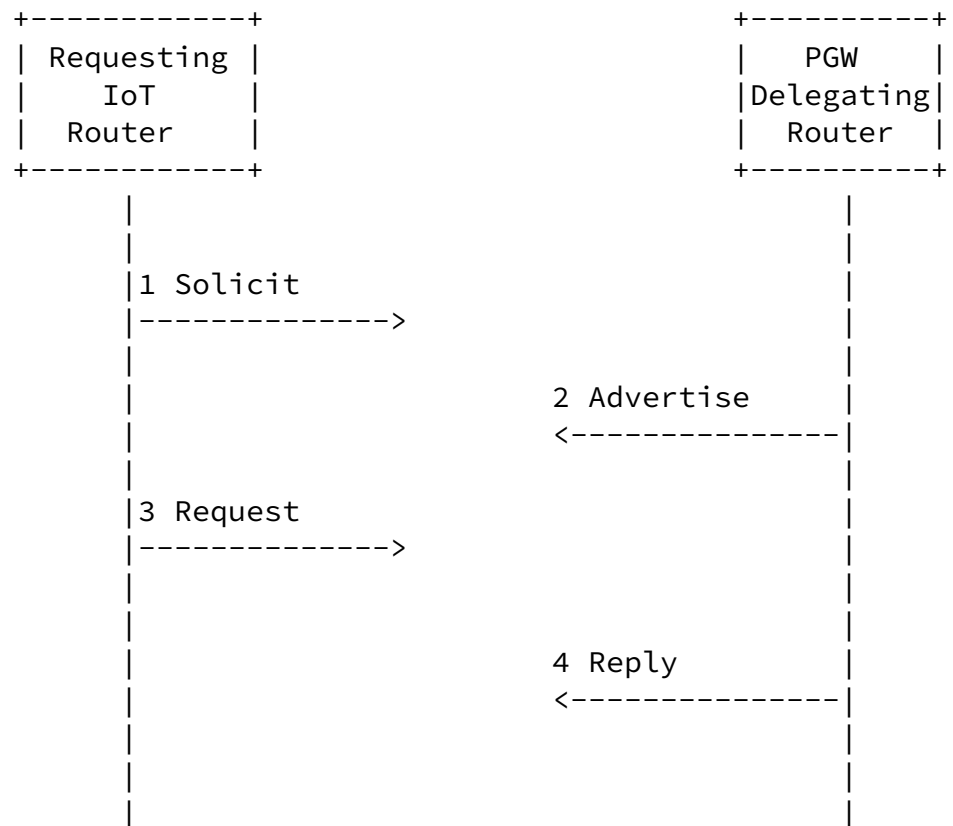 Requesting
IoT
Router
PGW
Delegating
Router
1 Solicit
2 Advertise
3 Request
4 Reply